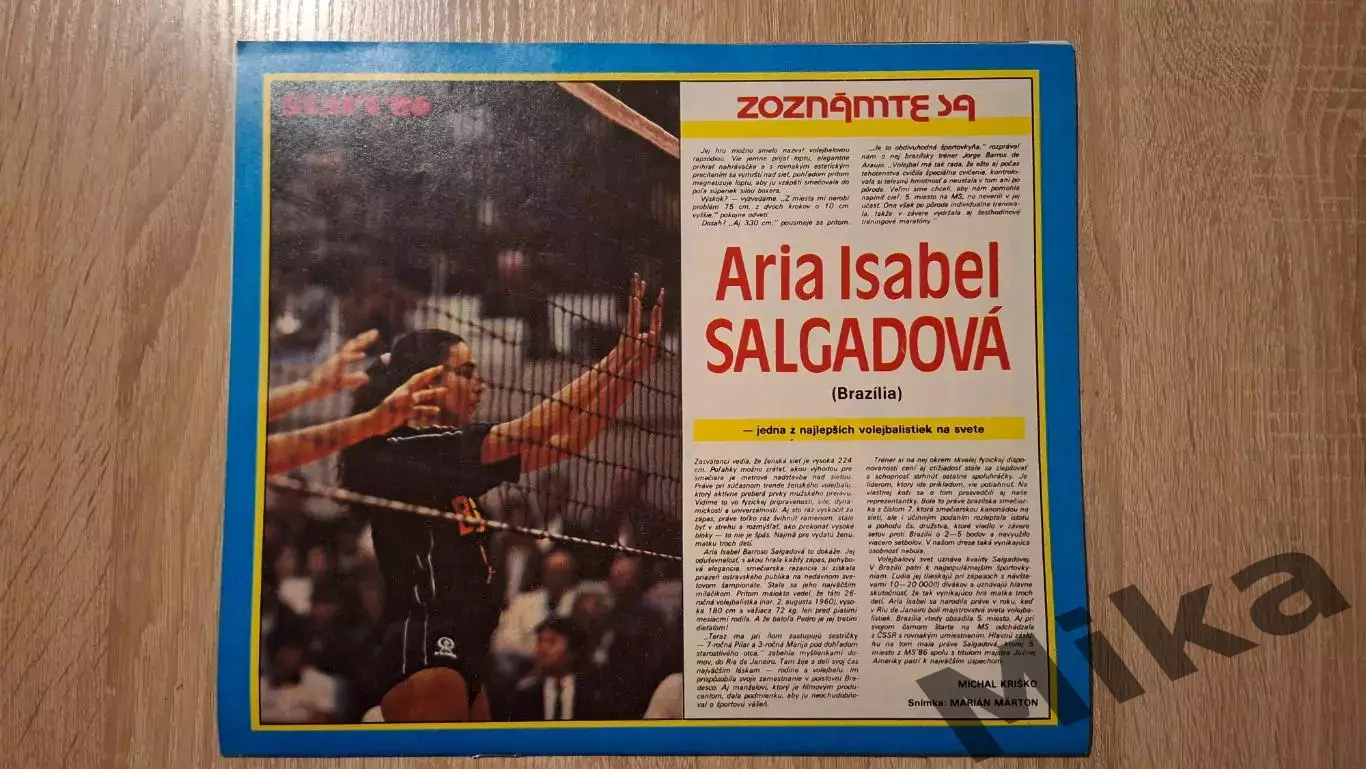 ŠTART 86
ZOZNÁMTE SA
Jej hru možno smelo nazvať volejbalovou
rapsódiou. Vie jemne prijať loptu, elegantne
prihrať nahrávačke a s rovnakým estetickým
precítením sa vymršti nad sieť, pohľadom pritom
magnetizuje loptu, aby ju vzápätí smečovala do
poľa súperiek silou boxera.
Výskok? — vyzvedáme. „Z miesta mi nerobí
problém 75 cm, z dvoch krokov o 10 cm
vyššie," pokojne odvetí.
Dosah? „Aj 330 cm," pousmeje sa pritom.
„Je to obdivuhodná športovkyňa," rozprával
nám o nej brazílsky tréner Jorge Barros de
Araujo. „Volejbal má tak rada, že ešte aj počas
tehotenstva cvičila špeciálne cvičenia, kontrolo-
vala si telesnú hmotnosť a neustala v tom ani po
pôrode. Veľmi sme chceli, aby nám pomohla
naplniť cieľ: 5. miesto na MS; no neverili v jej
účasť. Ona však po pôrode individuálne trénova-
la, takže v závere vydržala aj šesťhodinové
tréningové maratóny."
Aria Isabel
SALGADOVÁ
(Brazília)
— jedna z najlepších volejbalistiek na svete
Zasvätenci vedia, že ženská sieť je vysoká 224
cm. Poľahky možno zrátať, akou výhodou pre
smečiara je metrová nadstavba nad sieťou.
Práve pri súčasnom trende ženského volejbalu,
ktorý aktívne preberá prvky mužského prejavu.
Vidíme to vo fyzickej pripravenosti, sile, dyna-
mickosti a univerzálnosti. Aj sto ráz vyskočiť za
zápas, práve toľko ráz švihnúť ramenom, stále
byť v strehu a rozmýšľať, ako prekonať vysoké
bloky — to nie je špás. Najmä pre vydatú ženu,
matku troch detí.
Aria Isabel Barroso Salgadová to dokáže. Jej
oduševnelosť, s akou hrala každý zápas, pohybo-
vá elegancia, smečiarska razancia si získala
priazeň ostravského publika na nedávnom sve-
tovom šampionáte. Stala sa jeho najväčším
miláčikom. Pritom málokto vedel, že táto 26-
ročná volejbalistka (nar. 2. augusta 1960), vyso-
ká 180 cm a vážiaca 72 kg, len pred piatimi
mesiacmi rodila. A že batoľa Pedro je jej tretím
dieťaťom!
„Teraz ma pri ňom zastupujú sestričky
— 7-ročná Pilar a 3-ročná Marija pod dohľadom
starostlivého otca," zabehla myšlienkami do-
mov, do Rio de Janeiro. Tam žije a delí svoj čas
najväčším láskam — rodine a volejbalu. Im
prispôsobila svoje zamestnanie v poisťovni Bra-
desco. Aj manželovi, ktorý je filmovým produ-
centom, dala podmienku, aby ju neochudobňo-
val o športovú vášeň.
Tréner si na nej okrem skvelej fyzickej dispo-
novanosti cení aj ctižiadosť stále sa zlepšovať
a schopnosť strhnúť ostatné spoluhráčky. Je
líderom, ktorý ide príkladom, vie potiahnuť. Na
vlastnej koži sa o tom presvedčili aj naše
reprezentantky. Bola to práve brazílska smečiar-
ka s číslom 7, ktorá smečiarskou kanonádou na
sieti, ale i účinným podaním rozleptala istotu
a pohodu čs. družstva, ktoré viedlo v závere
setov proti Brazílii o 2—5 bodov a nevyužilo
viacero setbolov. V našom drese taká vynikajúca
osobnosť nebola.
Volejbalový svet uznáva kvality Salgadovej.
V Brazílii patrí k najpopulárnejším športovky-
niam. Ľudia jej tlieskajú pri zápasoch s návšte-
vami 10—20 000(!) divákov a uznávajú hlavne
skutočnosť, že tak vynikajúco hrá matka troch
detí. Aria Isabel sa narodila práve v roku, keď
v Riu de Janeiro boli majstrovstvá sveta volejba-
listiek. Brazília vtedy obsadila 5. miesto. Aj pri
svojom ôsmom štarte na MS odchádzala
z ČSSR s rovnakým umiestnením. Hlavnú záslu-
hu na tom mala práve Salgadová, ktorej 5.
miesto z MS'86 spolu s titulom majstra Južnej
Ameriky patrí k najväčším úspechom.
MICHAL KRIŠKO
Snímka: MARIÁN MARTON
Mika